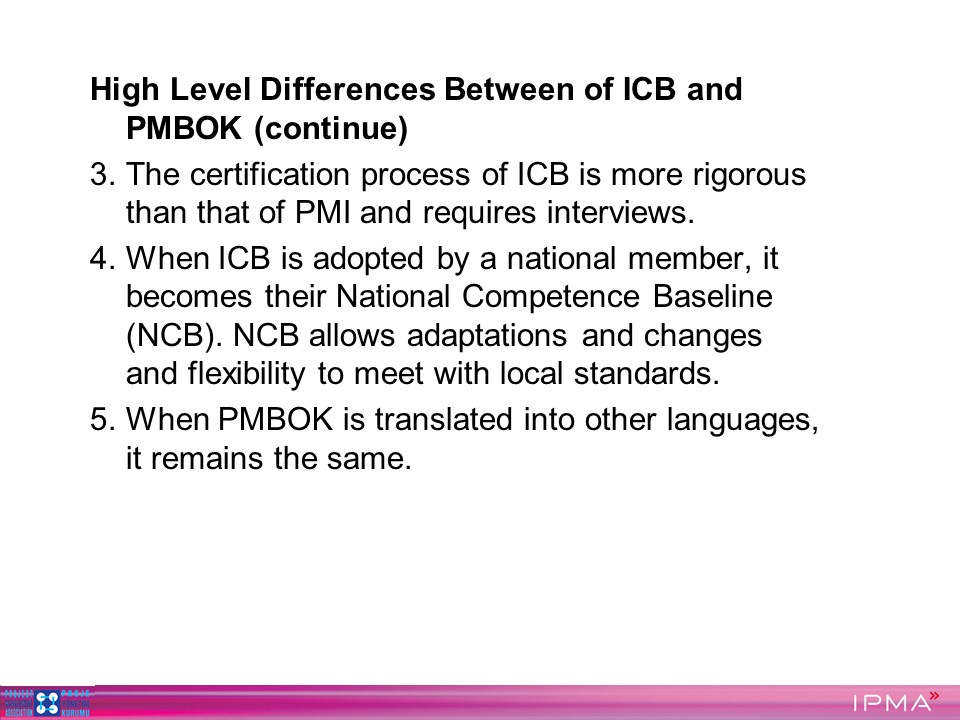 High Level Differences Between of ICB and
PMBOK (continue)
3. The certification process of ICB is more rigorous
than that of PMI and requires interviews.
4. When ICB is adopted by a national member, it
becomes their National Competence Baseline
(NCB). NCB allows adaptations and changes
and flexibility to meet with local standards.
5. When PMBOK is translated into other languages,
it remains the same.
IPMA